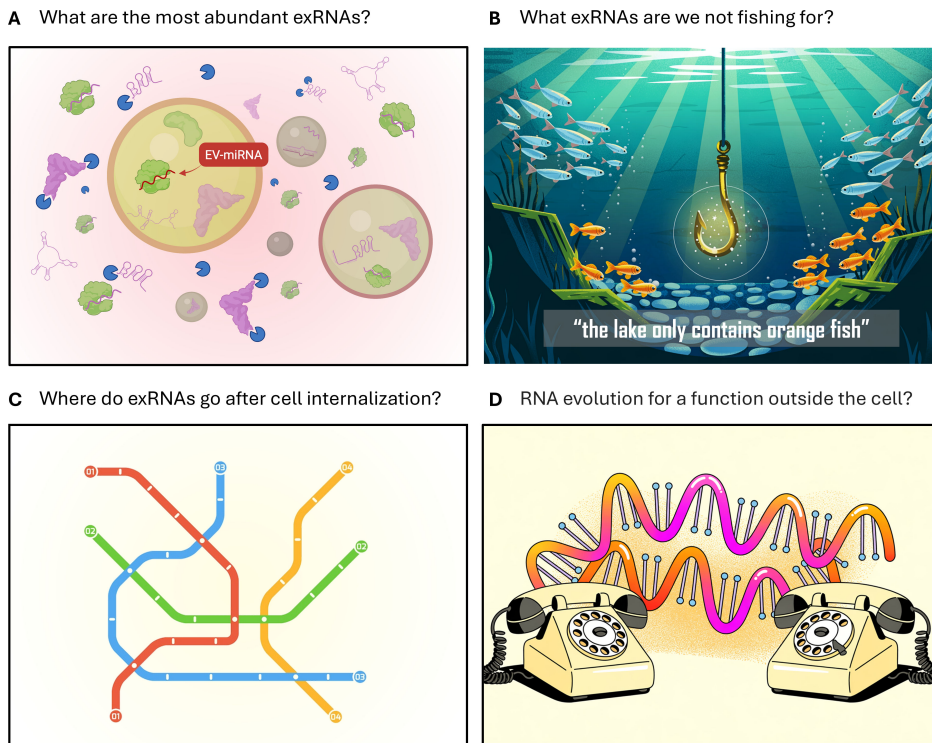 A What are the most abundant exRNAs?
EV-miRNA
B What exRNAs are we not fishing for?
“the lake only contains orange fish”
C Where do exRNAs go after cell internalization?
01
03
04
02
02
03
01
04
D RNA evolution for a function outside the cell?